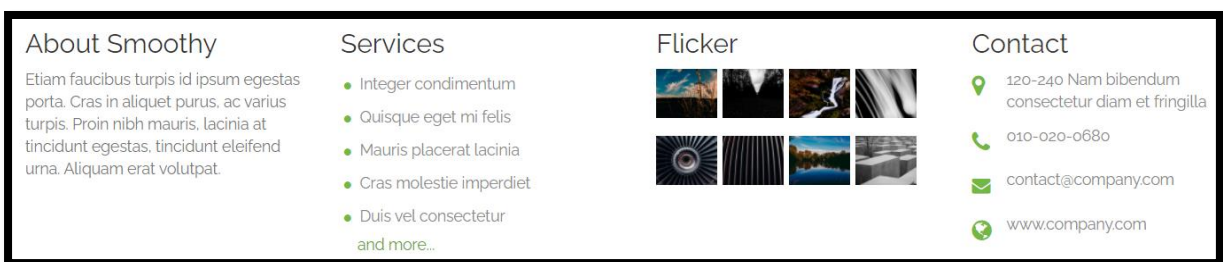 About Smoothy
Etiam faucibus turpis id ipsum egestas
porta. Cras in aliquet purus, ac varius
turpis. Proin nibh mauris, lacinia at
tincidunt egestas, tincidunt eleifend
urna. Aliquam erat volutpat.
Services
Integer condimentum
Quisque eget mi felis
Mauris placerat lacinia
Cras molestie imperdiet
Duis vel consectetur
and more...
Flicker
Contact
120-240 Nam bibendum
consectetur diam et fringilla
010-020-0680
contact@company.com
www.company.com